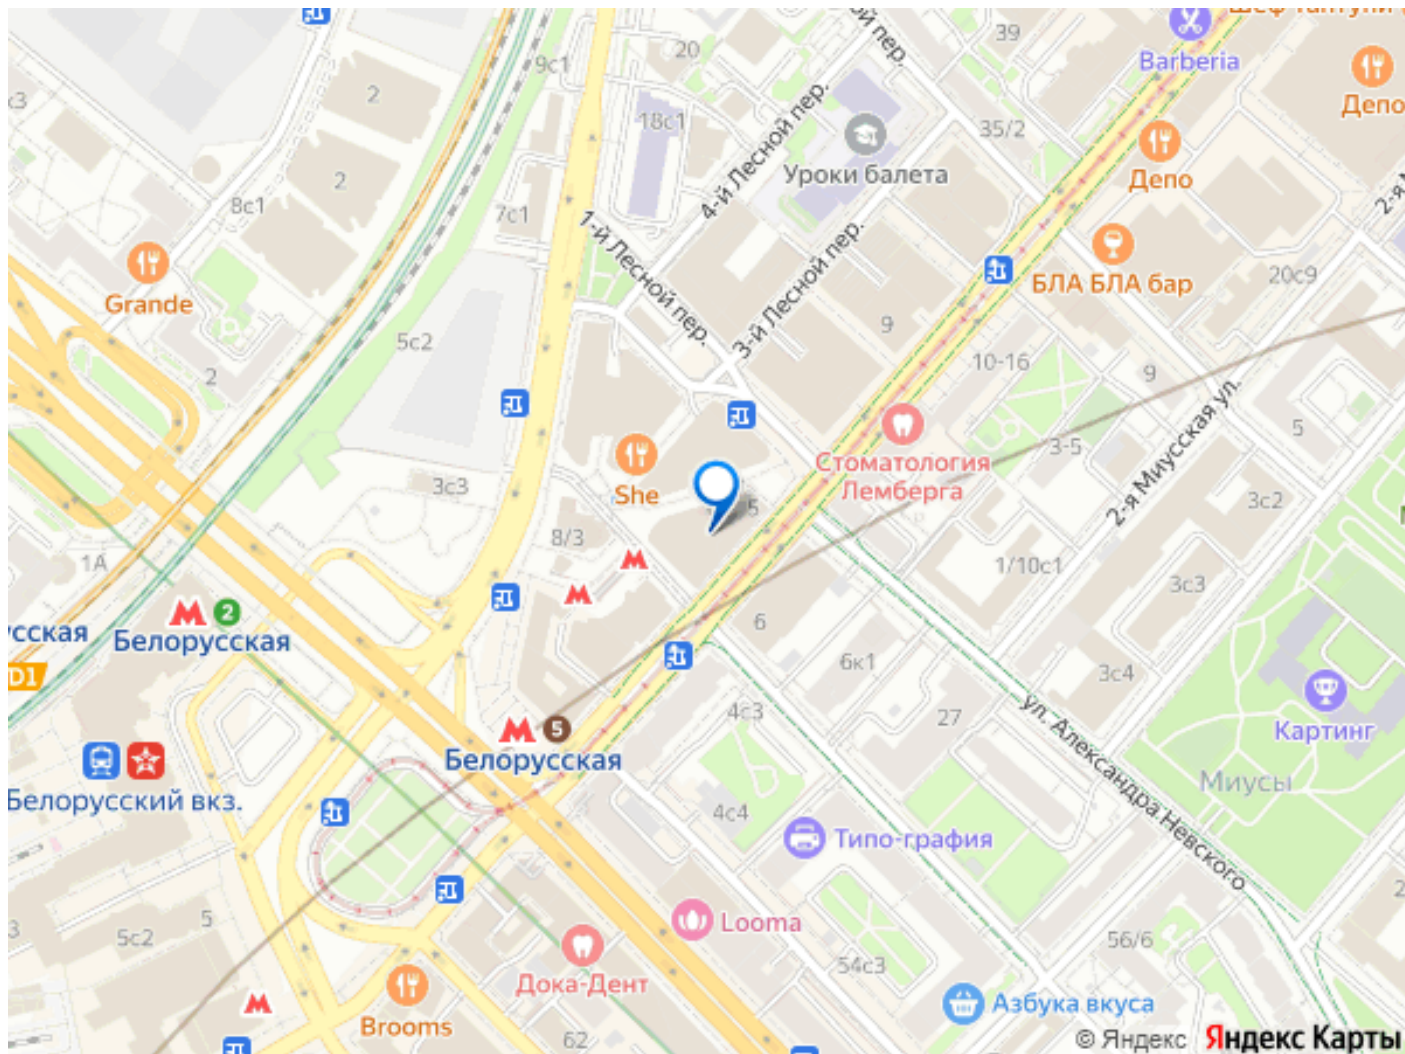 39
Barberia
Депо
20
9с1
2
18с1
4-й Лесной пер.
35/2
Уроки балета
Депо
2
8с1
7с1
1-й Лесной пер.
3-й Лесной пер.
БЛА БЛА бар
20с9
Grande
5с2
9
10-16
9
2
5
Стоматология
Лемберга
3-5
2-я Миусская ул.
She
3с3
5
3с2
8/3
1/10с1
1А
3с3
2
Белорусская
6
6к1
3с4
D1
ул. Александра Невского
4с3
27
5
Белорусская
Картинг
Миусы
Белорусский вкз.
4с4
Типо-графия
5
5с2
Looma
56/6
54с3
Дока-Дент
Азбука вкуса
Brooms
62
© Яндекс
Яндекс Карты